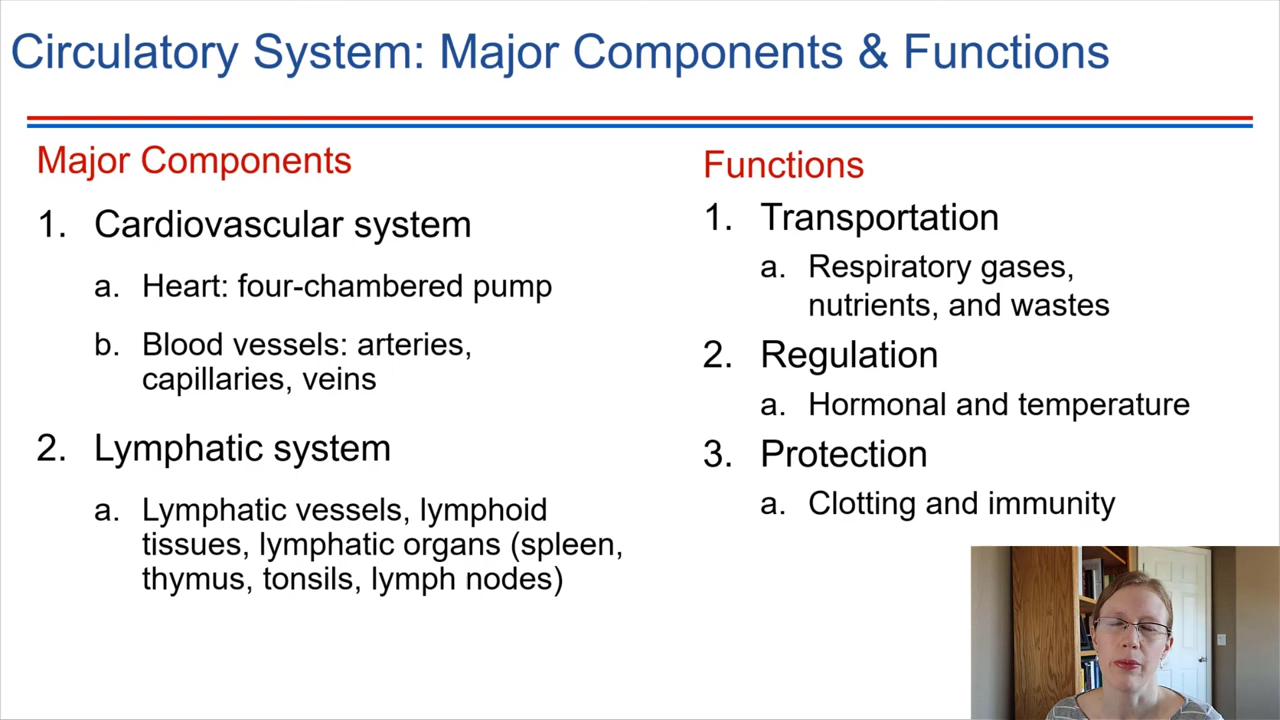 Circulatory System: Major Components & Functions
Major Components
1. Cardiovascular system
a. Heart: four-chambered pump
b. Blood vessels: arteries,
capillaries, veins
2. Lymphatic system
a. Lymphatic vessels, lymphoid
tissues, lymphatic organs (spleen,
thymus, tonsils, lymph nodes)
Functions
1. Transportation
a. Respiratory gases,
nutrients, and wastes
2. Regulation
a. Hormonal and temperature
3. Protection
a. Clotting and immunity